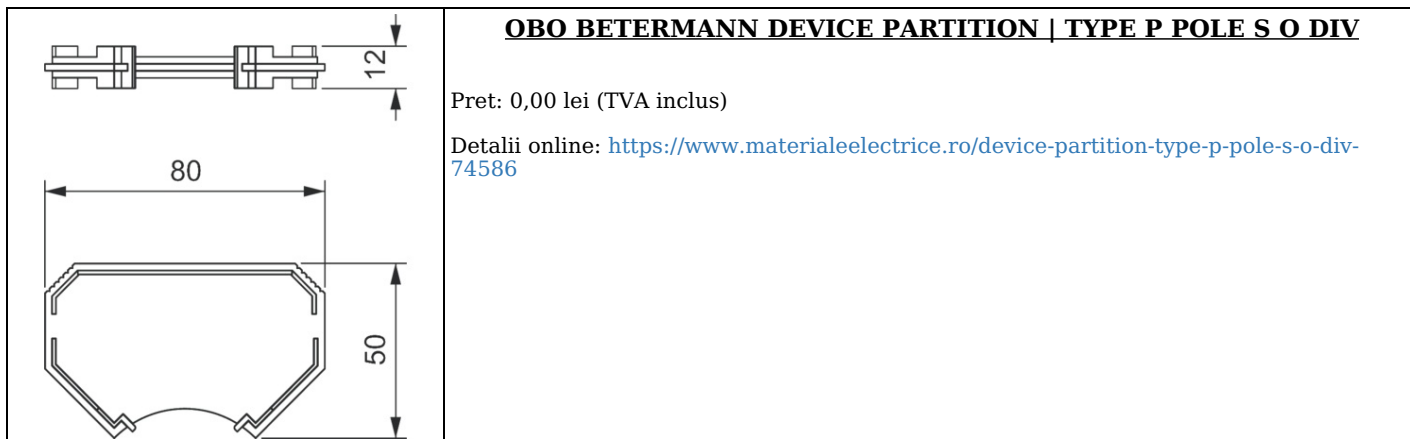 12
80
50
OBO BETERMANN DEVICE PARTITION | TYPE P POLE S O DIV
Pret: 0,00 lei (TVA inclus)
Detalii online: https://www.materialeelectrice.ro/device-partition-type-p-pole-s-o-div-
74586